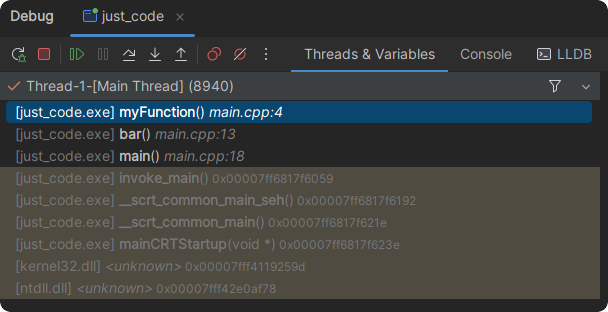 Debug just_code
Threads & Variables Console LLDB
Thread-1-[Main Thread] (8940)
[just_code.exe] myFunction() main.cpp:4
[just_code.exe] bar() main.cpp:13
[just_code.exe] main() main.cpp:18
[just_code.exe] invoke_main() 0x00007ff6817f6059
[just_code.exe] __scrt_common_main_seh() 0x00007ff6817f6192
[just_code.exe] __scrt_common_main() 0x00007ff6817f621e
[just_code.exe] mainCRTStartup(void *) 0x00007ff6817f623e
[kernel32.dll] <unknown> 0x00007fff4119259d
[ntdll.dll] <unknown> 0x00007fff42e0af78